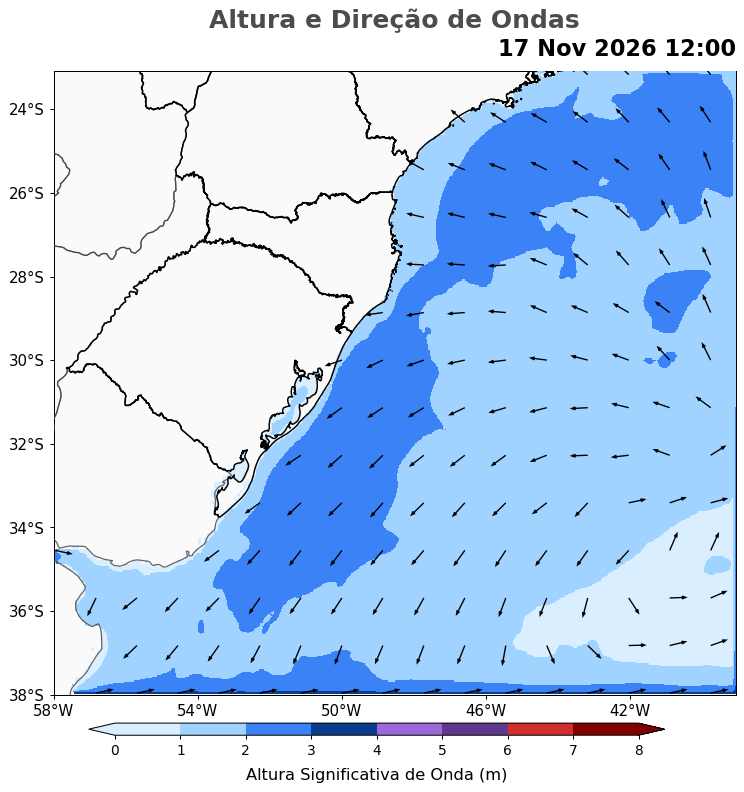 Altura e Direção de Ondas
17 Nov 2026 12:00
24°S
26°S
28°S
30°S
32°S
34°S
36°S
38°S
58°W 54°W 50°W 46°W 42°W
0 1 2 3 4 5 6 7 8
Altura Significativa de Onda (m)